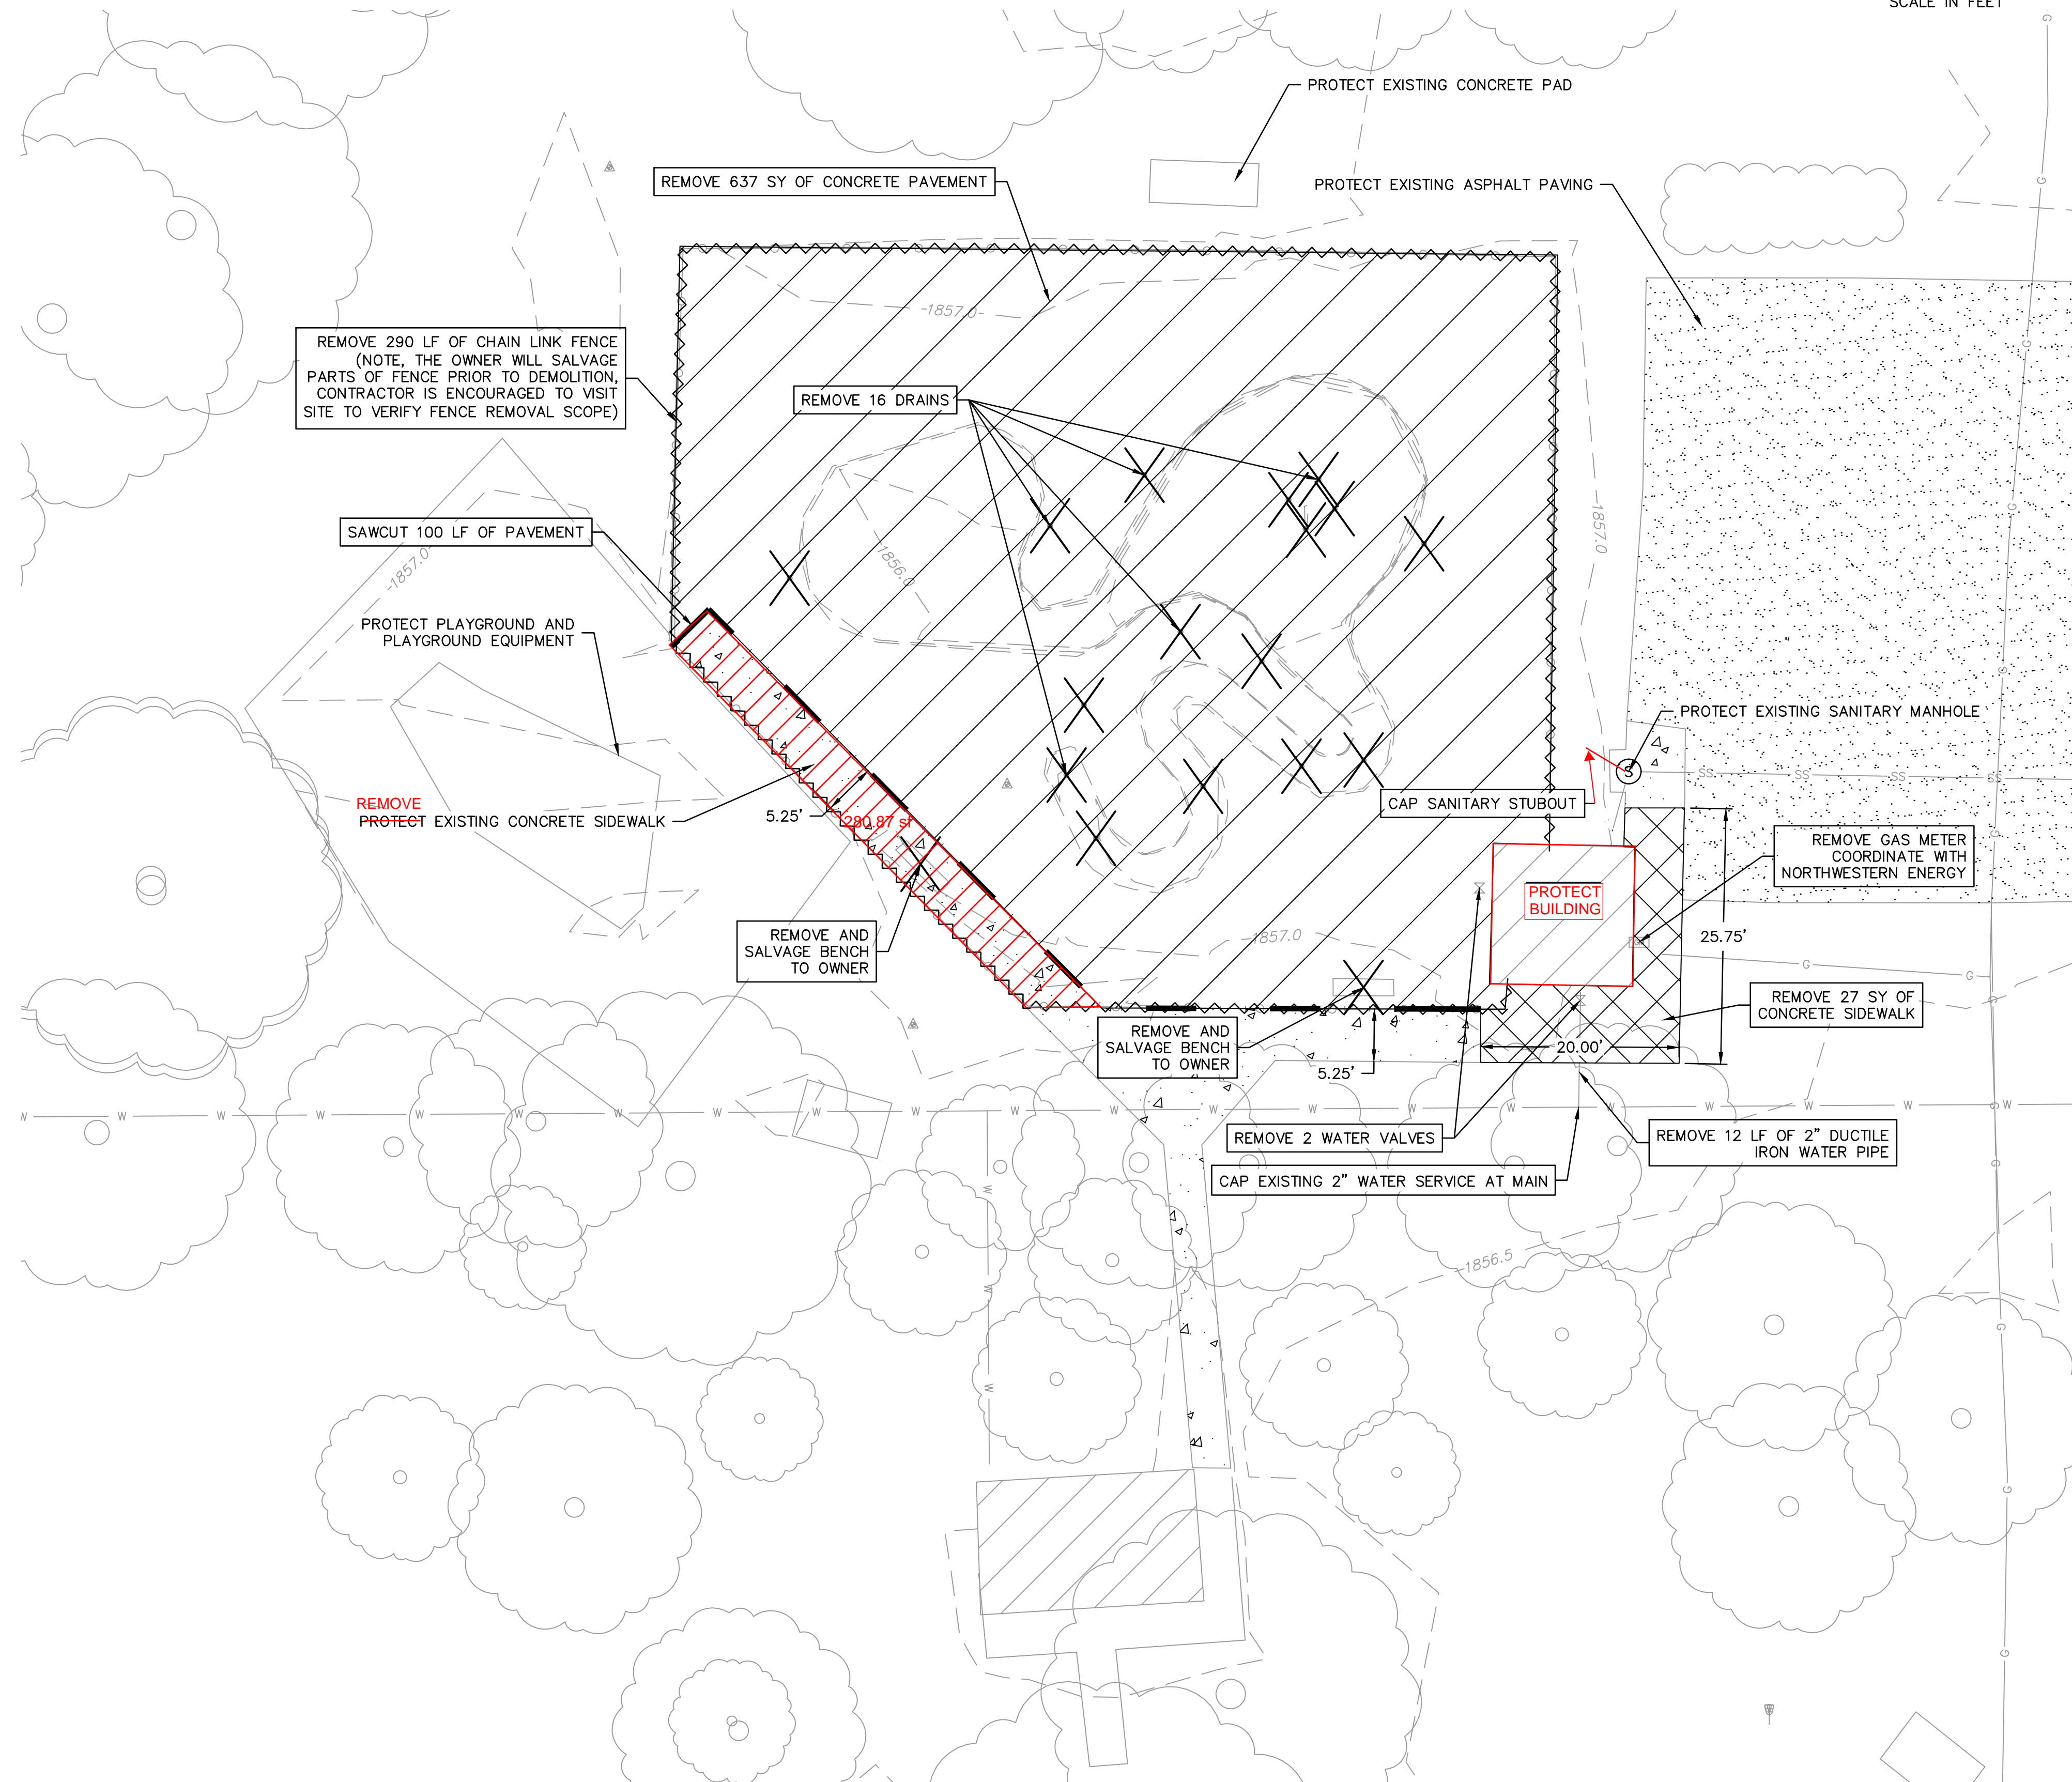 SCALE IN FEET
PROTECT EXISTING CONCRETE PAD
REMOVE 637 SY OF CONCRETE PAVEMENT
PROTECT EXISTING ASPHALT PAVING
-1857.0-
REMOVE 290 LF OF CHAIN LINK FENCE
(NOTE, THE OWNER WILL SALVAGE
PARTS OF FENCE PRIOR TO DEMOLITION,
CONTRACTOR IS ENCOURAGED TO VISIT
SITE TO VERIFY FENCE REMOVAL SCOPE)
REMOVE 16 DRAINS
SAWCUT 100 LF OF PAVEMENT
1857.0
1856.0
-1857.0-
PROTECT PLAYGROUND AND
PLAYGROUND EQUIPMENT
PROTECT EXISTING SANITARY MANHOLE
S
SS SS SS SS
SS
REMOVE
PROTECT EXISTING CONCRETE SIDEWALK
5.25'
280.87 sf
CAP SANITARY STUBOUT
REMOVE GAS METER
COORDINATE WITH
NORTHWESTERN ENERGY
PROTECT
BUILDING
25.75'
REMOVE AND
SALVAGE BENCH
TO OWNER
1857.0
G G
REMOVE 27 SY OF
CONCRETE SIDEWALK
REMOVE AND
SALVAGE BENCH
TO OWNER
20.00'
5.25'
W W W W W W W W W W W W W W W W W W W W W
REMOVE 2 WATER VALVES
REMOVE 12 LF OF 2" DUCTILE
IRON WATER PIPE
CAP EXISTING 2" WATER SERVICE AT MAIN
W
W
W
-1856.5
G
G
G
G
G
G
G
G
G
G
G